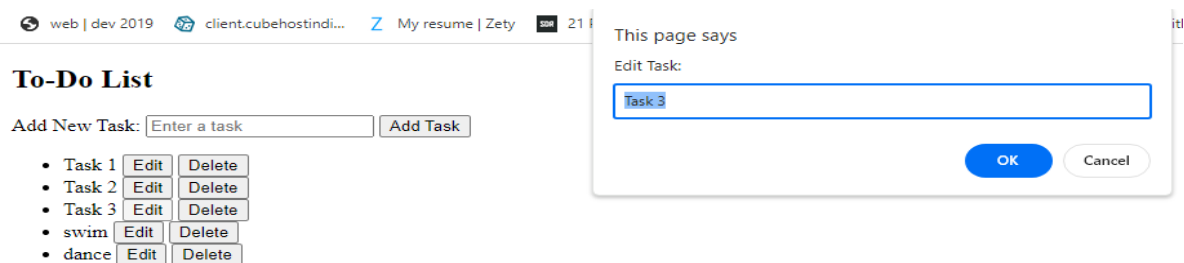 web | dev 2019 client.cubehostindi... My resume | Zety SDR 21
This page says
Edit Task:
Task 3
OK Cancel
To-Do List
Add New Task: Enter a task Add Task
• Task 1 Edit Delete
• Task 2 Edit Delete
• Task 3 Edit Delete
• swim Edit Delete
• dance Edit Delete